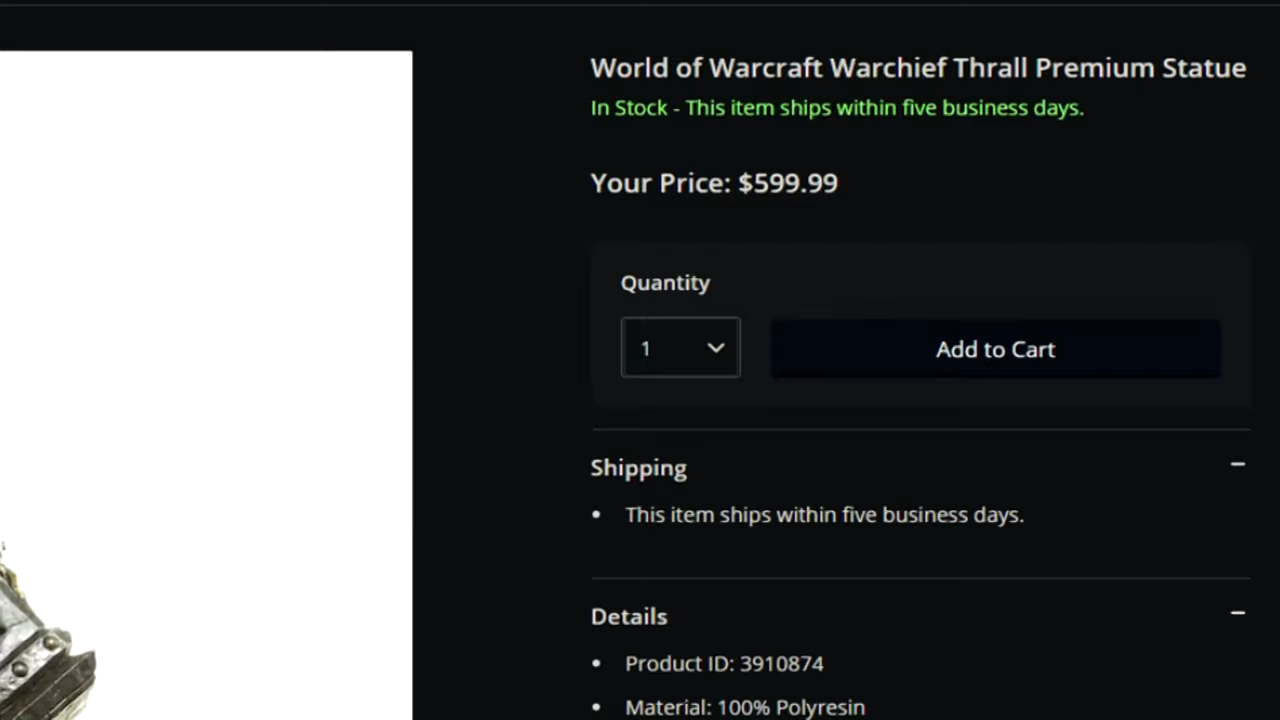 World of Warcraft Warchief Thrall Premium Statue
In Stock - This item ships within five business days.
Your Price: $599.99
Quantity
1
Add to Cart
Shipping
• This item ships within five business days.
Details
• Product ID: 3910874
• Material: 100% Polyresin